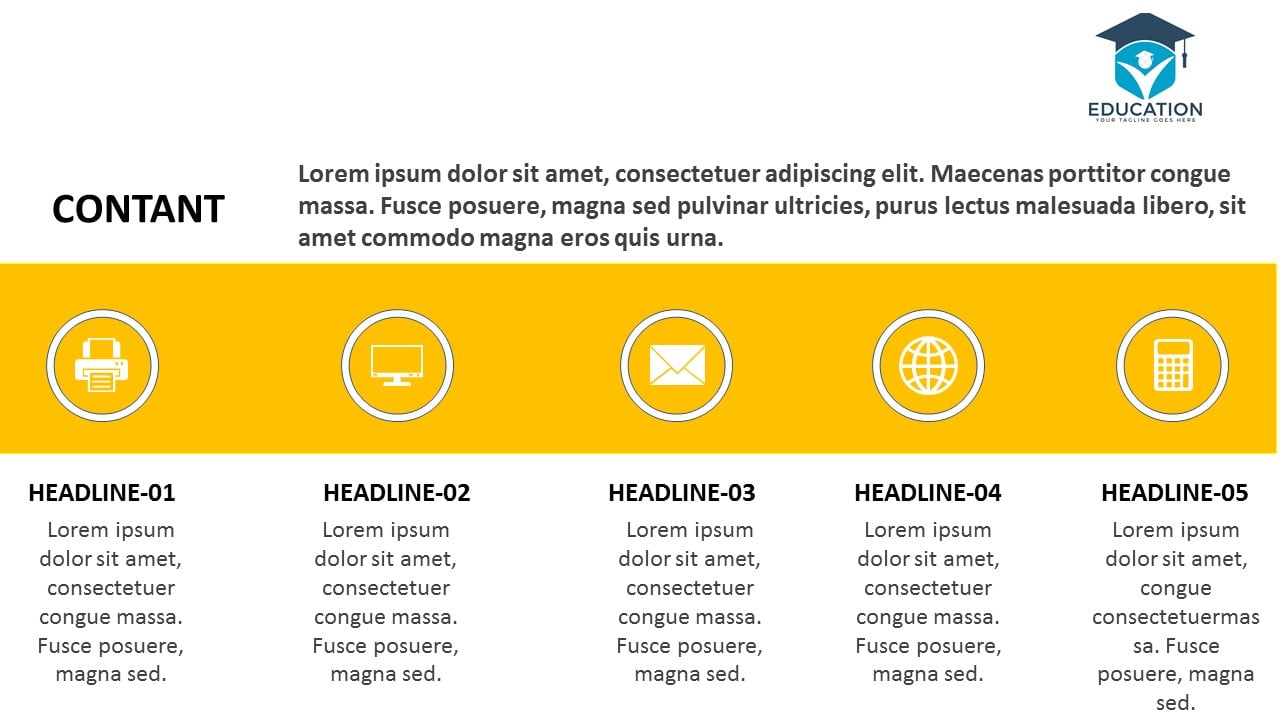 EDUCATION
YOUR TAGLINE GOES HERE
CONTANT
Lorem ipsum dolor sit amet, consectetuer adipiscing elit. Maecenas porttitor congue
massa. Fusce posuere, magna sed pulvinar ultricies, purus lectus malesuada libero, sit
amet commodo magna eros quis urna.
HEADLINE-01
Lorem ipsum
dolor sit amet,
consectetuer
congue massa.
Fusce posuere,
magna sed.
HEADLINE-02
Lorem ipsum
dolor sit amet,
consectetuer
congue massa.
Fusce posuere,
magna sed.
HEADLINE-03
Lorem ipsum
dolor sit amet,
consectetuer
congue massa.
Fusce posuere,
magna sed.
HEADLINE-04
Lorem ipsum
dolor sit amet,
consectetuer
congue massa.
Fusce posuere,
magna sed.
HEADLINE-05
Lorem ipsum
dolor sit amet,
congue
consectetuermas
sa. Fusce
posuere, magna
sed.